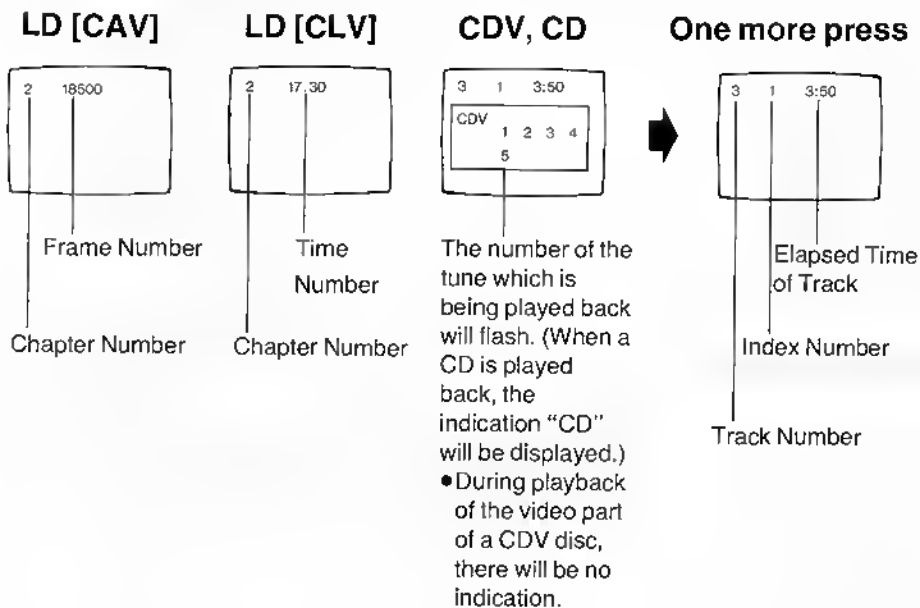 LD [CAV]
2 18500
Frame Number
Chapter Number
LD [CLV]
2 17.30
Time
Number
Chapter Number
CDV, CD
3 1 3:50
CDV
1 2 3 4
5
The number of the
tune which is
being played back
will flash. (When a
CD is played
back, the
indication “CD”
will be displayed.)
●During playback
of the video part
of a CDV disc,
there will be no
indication.
One more press
3 1 3:50
Elapsed Time
of Track
Index Number
Track Number